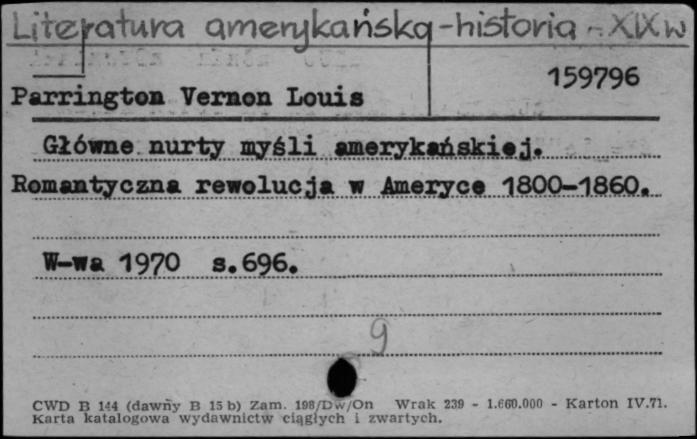 Literatura amerykańska - historia - XIX w
159796
Parrington Vernon Louis
Główne nurty myśli amerykańskiej.
Romantyczna rewolucja w Ameryce 1800-1860.
W-wa 1970 s.696.
9
CWD B 144 (dawny B 15 b) Zam. 198/Dw/On Wrak 239 - 1.660.000 - Karton IV.71.
Karta katalogowa wydawnictw ciągłych i zwartych.